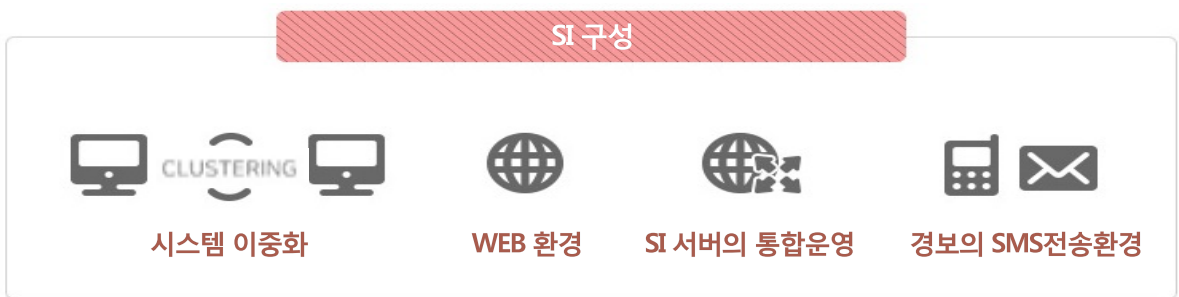 SI 구성
CLUSTERING
시스템 이중화
WEB 환경
SI 서버의 통합운영
경보의 SMS전송환경